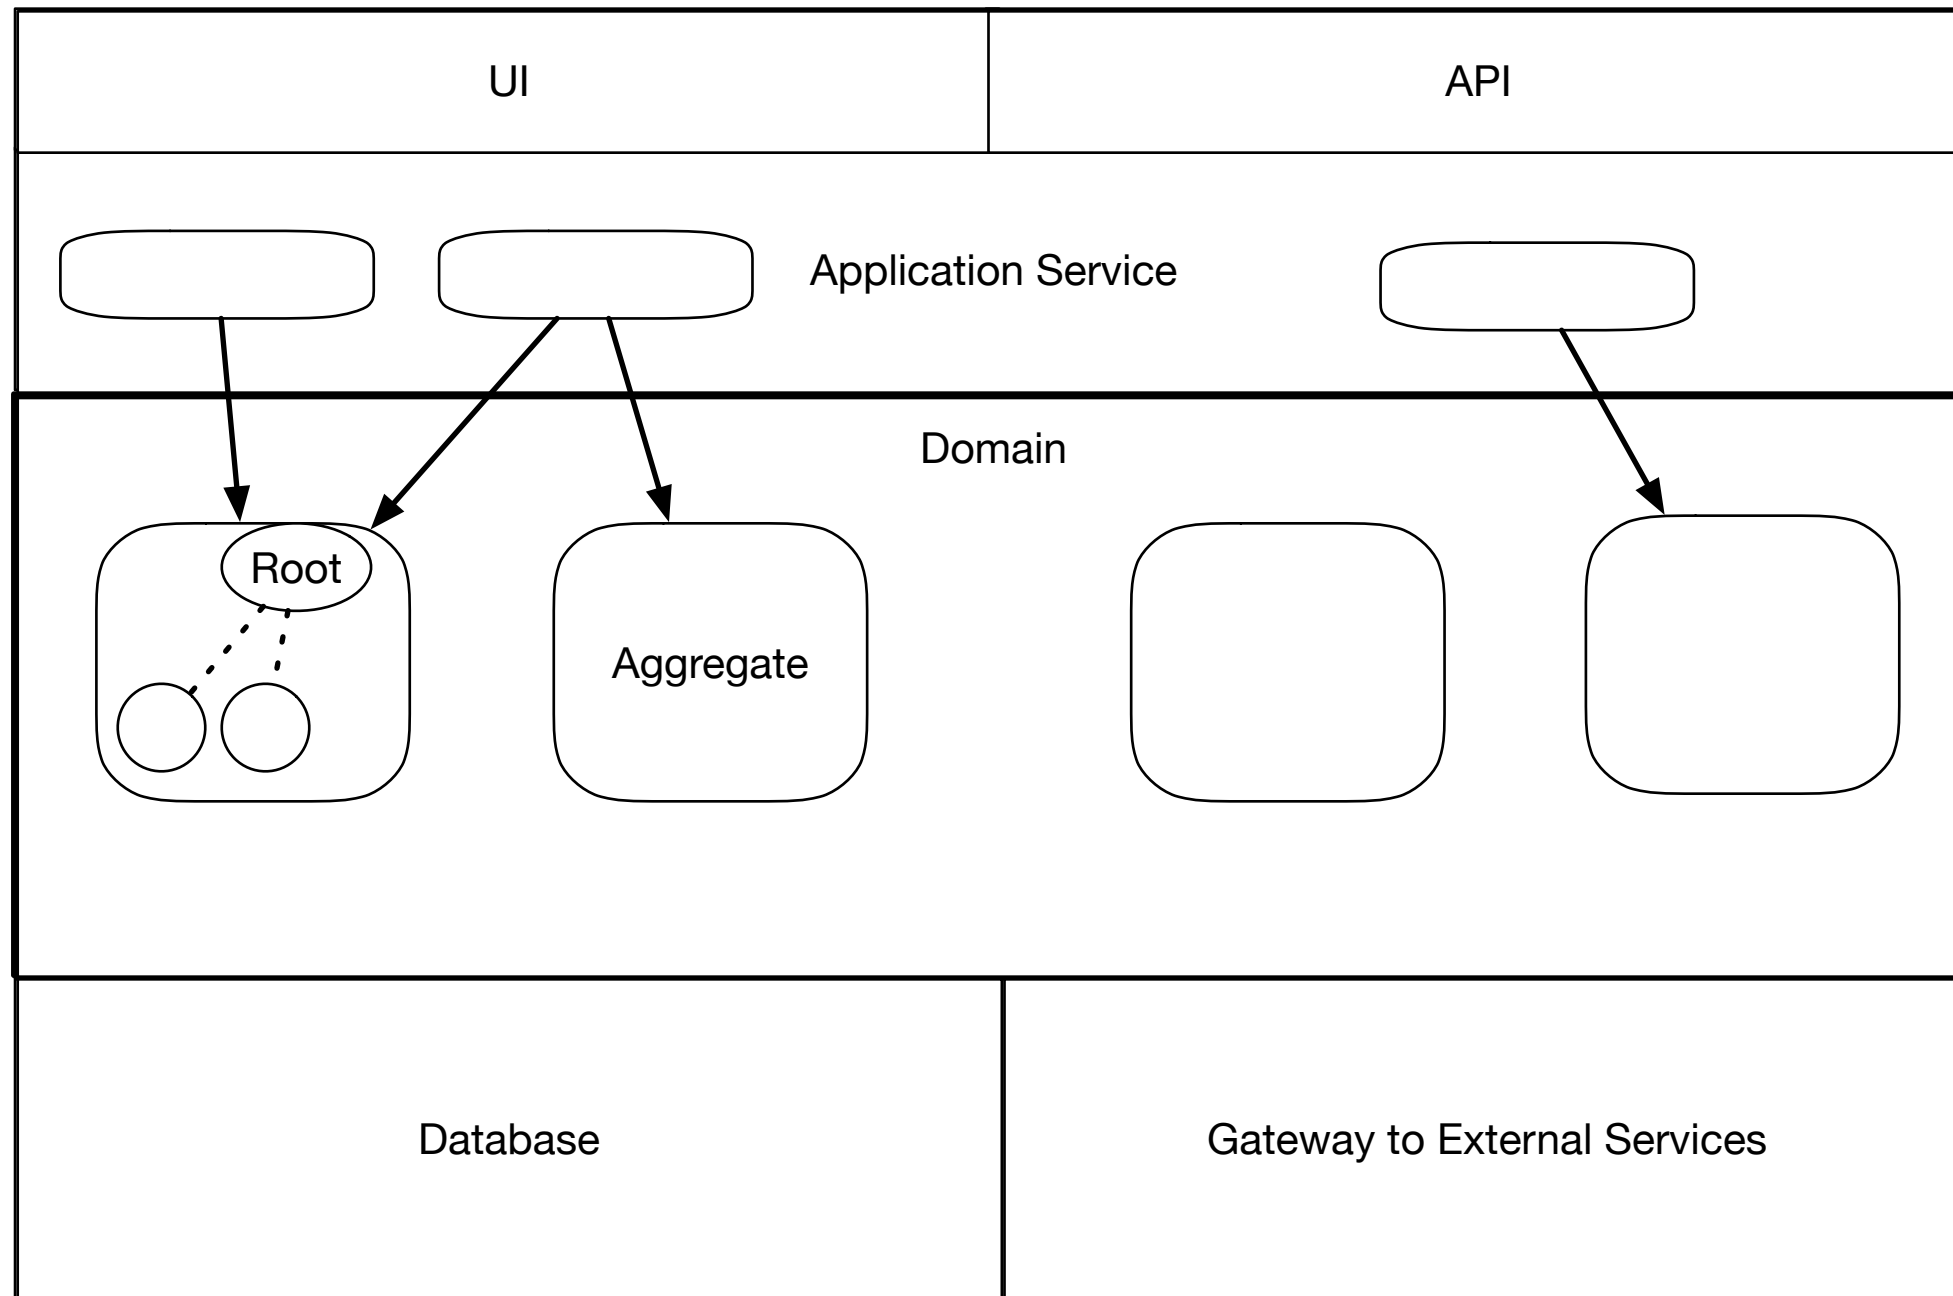 UI
API
Application Service
Domain
Root
Aggregate
Database
Gateway to External Services